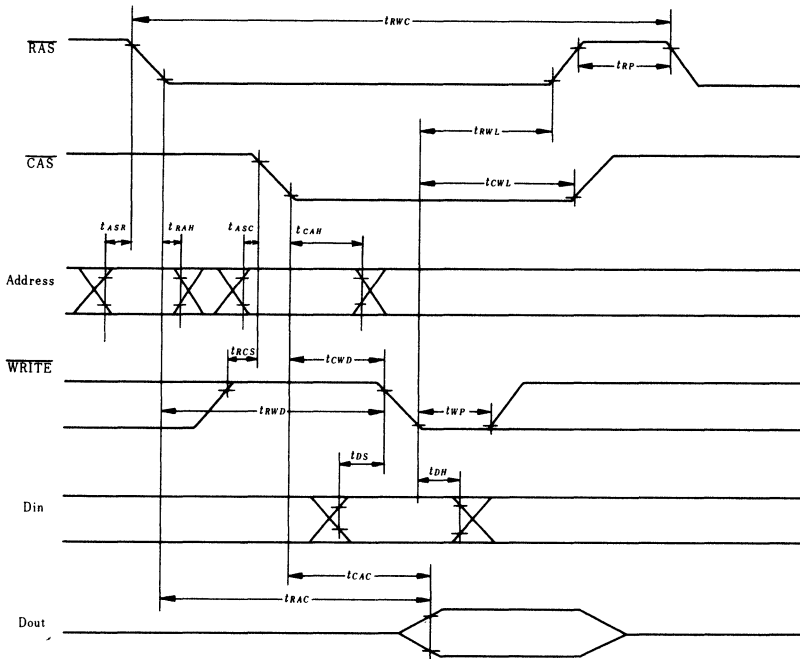 tRWC
RAS
tRP
tRWL
CAS
tCWL
tASR tRAH tASC tCAH
Address
tRCS tCWD
WRITE
tRWD tWP
tDS tDH
Din
tCAC
tRAC
Dout